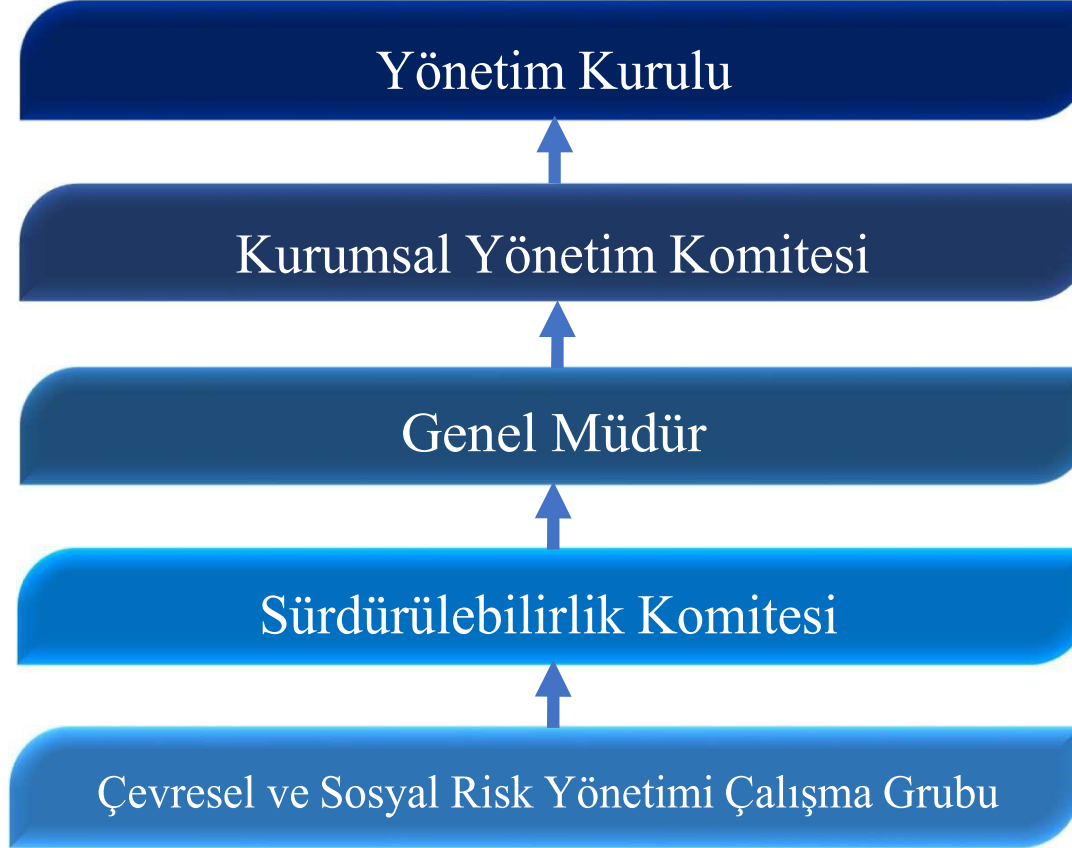 Yönetim Kurulu
Kurumsal Yönetim Komitesi
Genel Müdür
Sürdürülebilirlik Komitesi
Çevresel ve Sosyal Risk Yönetimi Çalışma Grubu